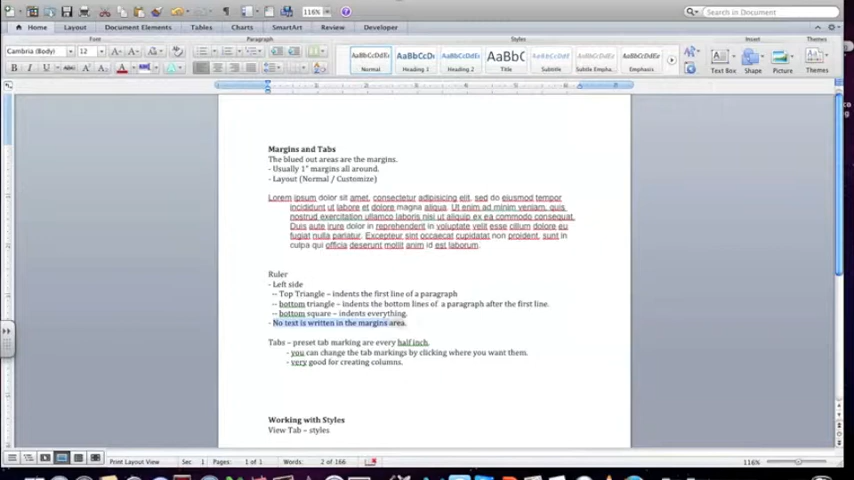 116%
Search in Document
Home Layout Document Elements Tables Charts SmartArt Review Developer
Font Paragraph Styles Insert Themes
Cambria (Body) 12
AaBbCcDc AaBbCcDc AaBbCcDc AaBbCcDc AaBbCcDc AaBbCcDc AaBbCcDc
Normal Heading 1 Heading 2 Title Subtitle Subtle Empha... Emphasis Text Box Shape Picture Themes
Margins and Tabs
The blued out areas are the margins.
- Usually 1" margins all around.
- Layout (Normal / Customize)
Lorem ipsum dolor sit amet, consectetur adipisicing elit, sed do eiusmod tempor
incididunt ut labore et dolore magna aliqua. Ut enim ad minim veniam, quis
nostrud exercitation ullamco laboris nisi ut aliquip ex ea commodo consequat.
Duis aute irure dolor in reprehenderit in voluptate velit esse cillum dolore eu
fugiat nulla pariatur. Excepteur sint occaecat cupidatat non proident, sunt in
culpa qui officia deserunt mollit anim id est laborum.
Ruler
- Left side
-- Top Triangle – indents the first line of a paragraph
-- bottom triangle – indents the bottom lines of a paragraph after the first line.
-- bottom square – indents everything.
- No text is written in the margins area.
Tabs – preset tab marking are every half inch.
- you can change the tab markings by clicking where you want them.
- very good for creating columns.
Working with Styles
View Tab – styles
Print Layout View Sec 1 Pages: 1 of 1 Words: 2 of 166 116%